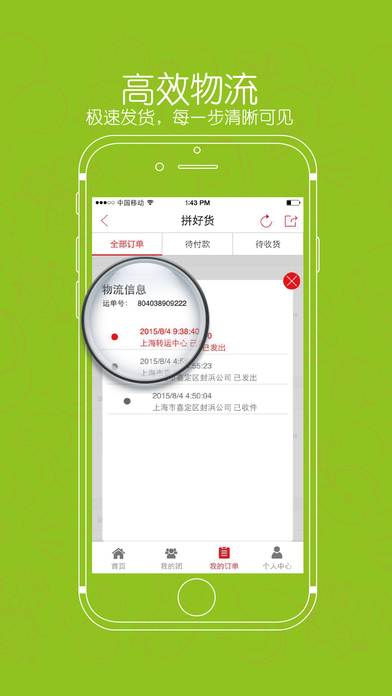 高效物流
极速发货，每一步清晰可见
中国移动
1:43 PM
拼好货
全部订单
待付款
待收货
物流信息
运单号： 804038909222
2015/8/4 9:38:40
上海转运中心 已发出
2015/8/4 4:55:23
上海市嘉定区封浜公司 已发出
2015/8/4 4:50:04
上海市嘉定区封浜公司 已收件
首页
我的团
我的订单
个人中心